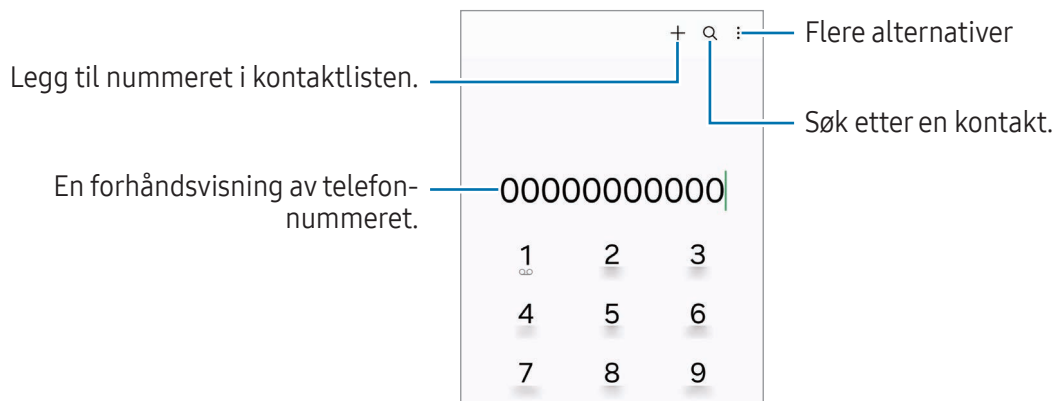 Flere alternativer
Legg til nummeret i kontaktlisten.
Søk etter en kontakt.
En forhåndsvisning av telefon-
nummeret.
00000000000
1 2 3
4 5 6
7 8 9